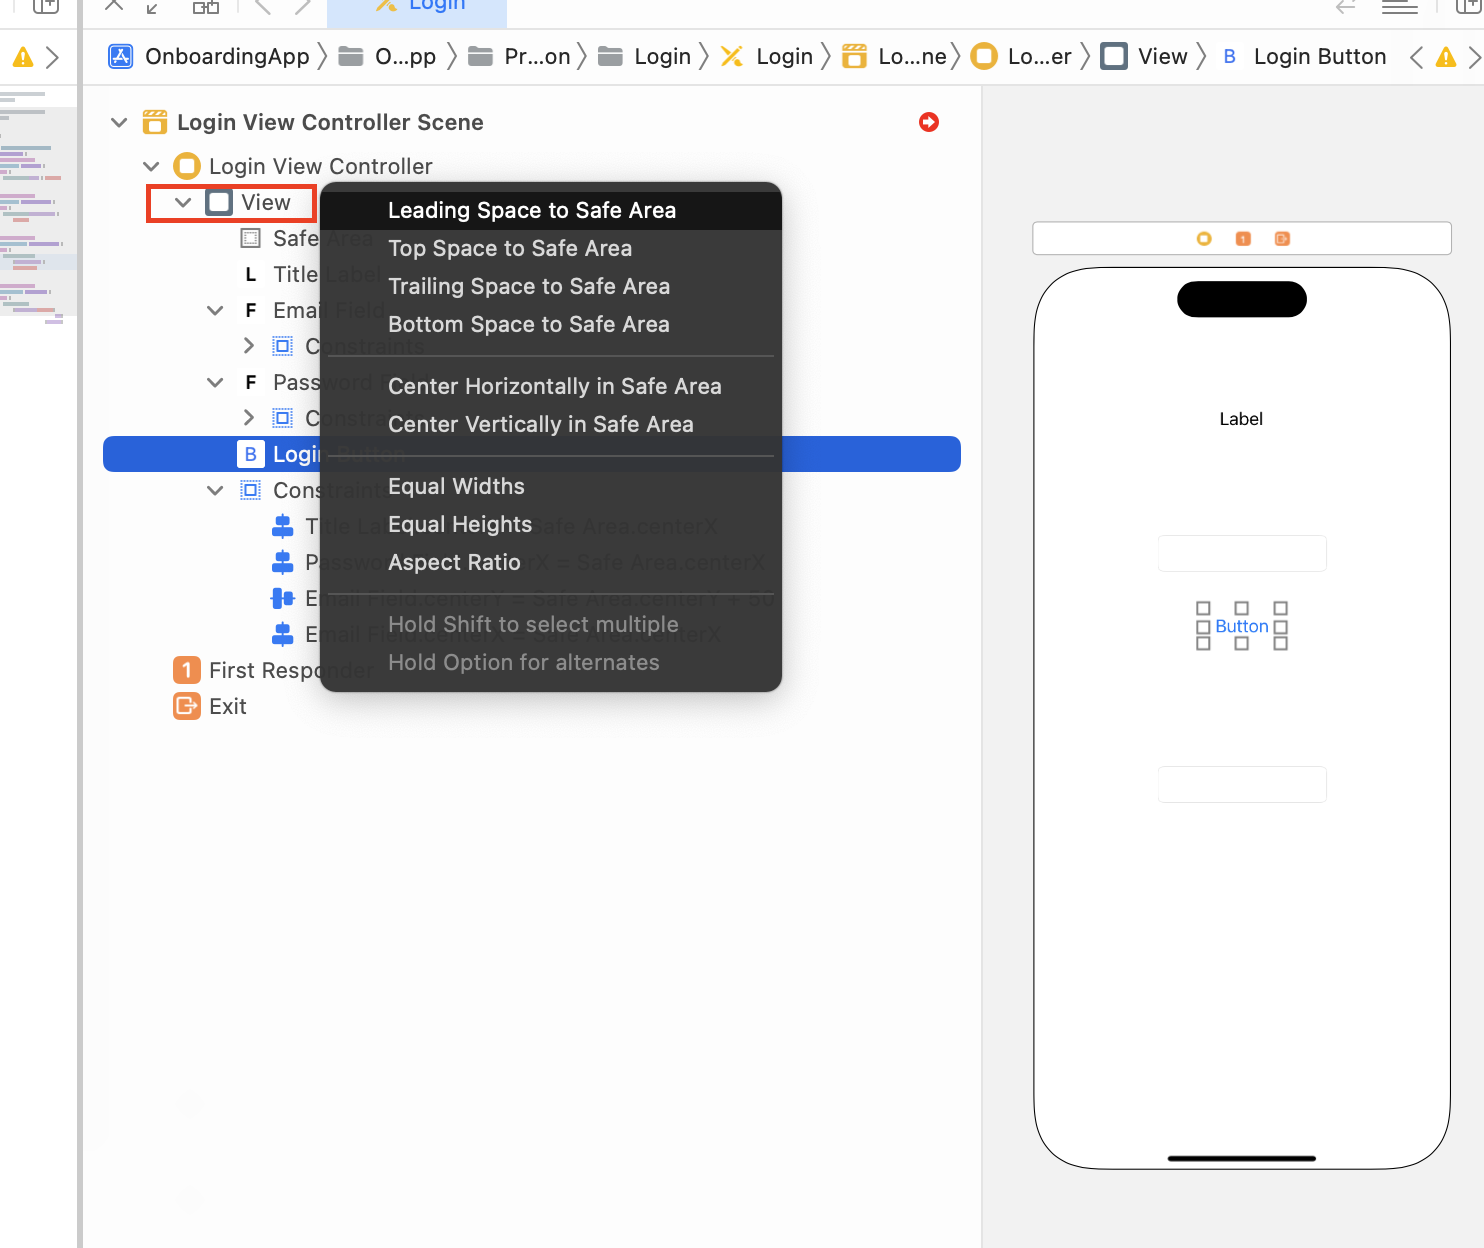 Login
OnboardingApp
O...pp
Pr...on
Login
Login
Lo...ne
Lo...er
View
B
Login Button
Login View Controller Scene
Login View Controller
View
Safe Area
L Title Label
F Email Field
Constraints
F Password Field
Constraints
B Login Button
Constraints
Title Label.centerX = Safe Area.centerX
Password Field.centerX = Safe Area.centerX
Email Field.centerY = Safe Area.centerY + 50
Email Field.centerX = Safe Area.centerX
1 First Responder
Exit
Leading Space to Safe Area
Top Space to Safe Area
Trailing Space to Safe Area
Bottom Space to Safe Area
Center Horizontally in Safe Area
Center Vertically in Safe Area
Equal Widths
Equal Heights
Aspect Ratio
Hold Shift to select multiple
Hold Option for alternates
1
Label
Button